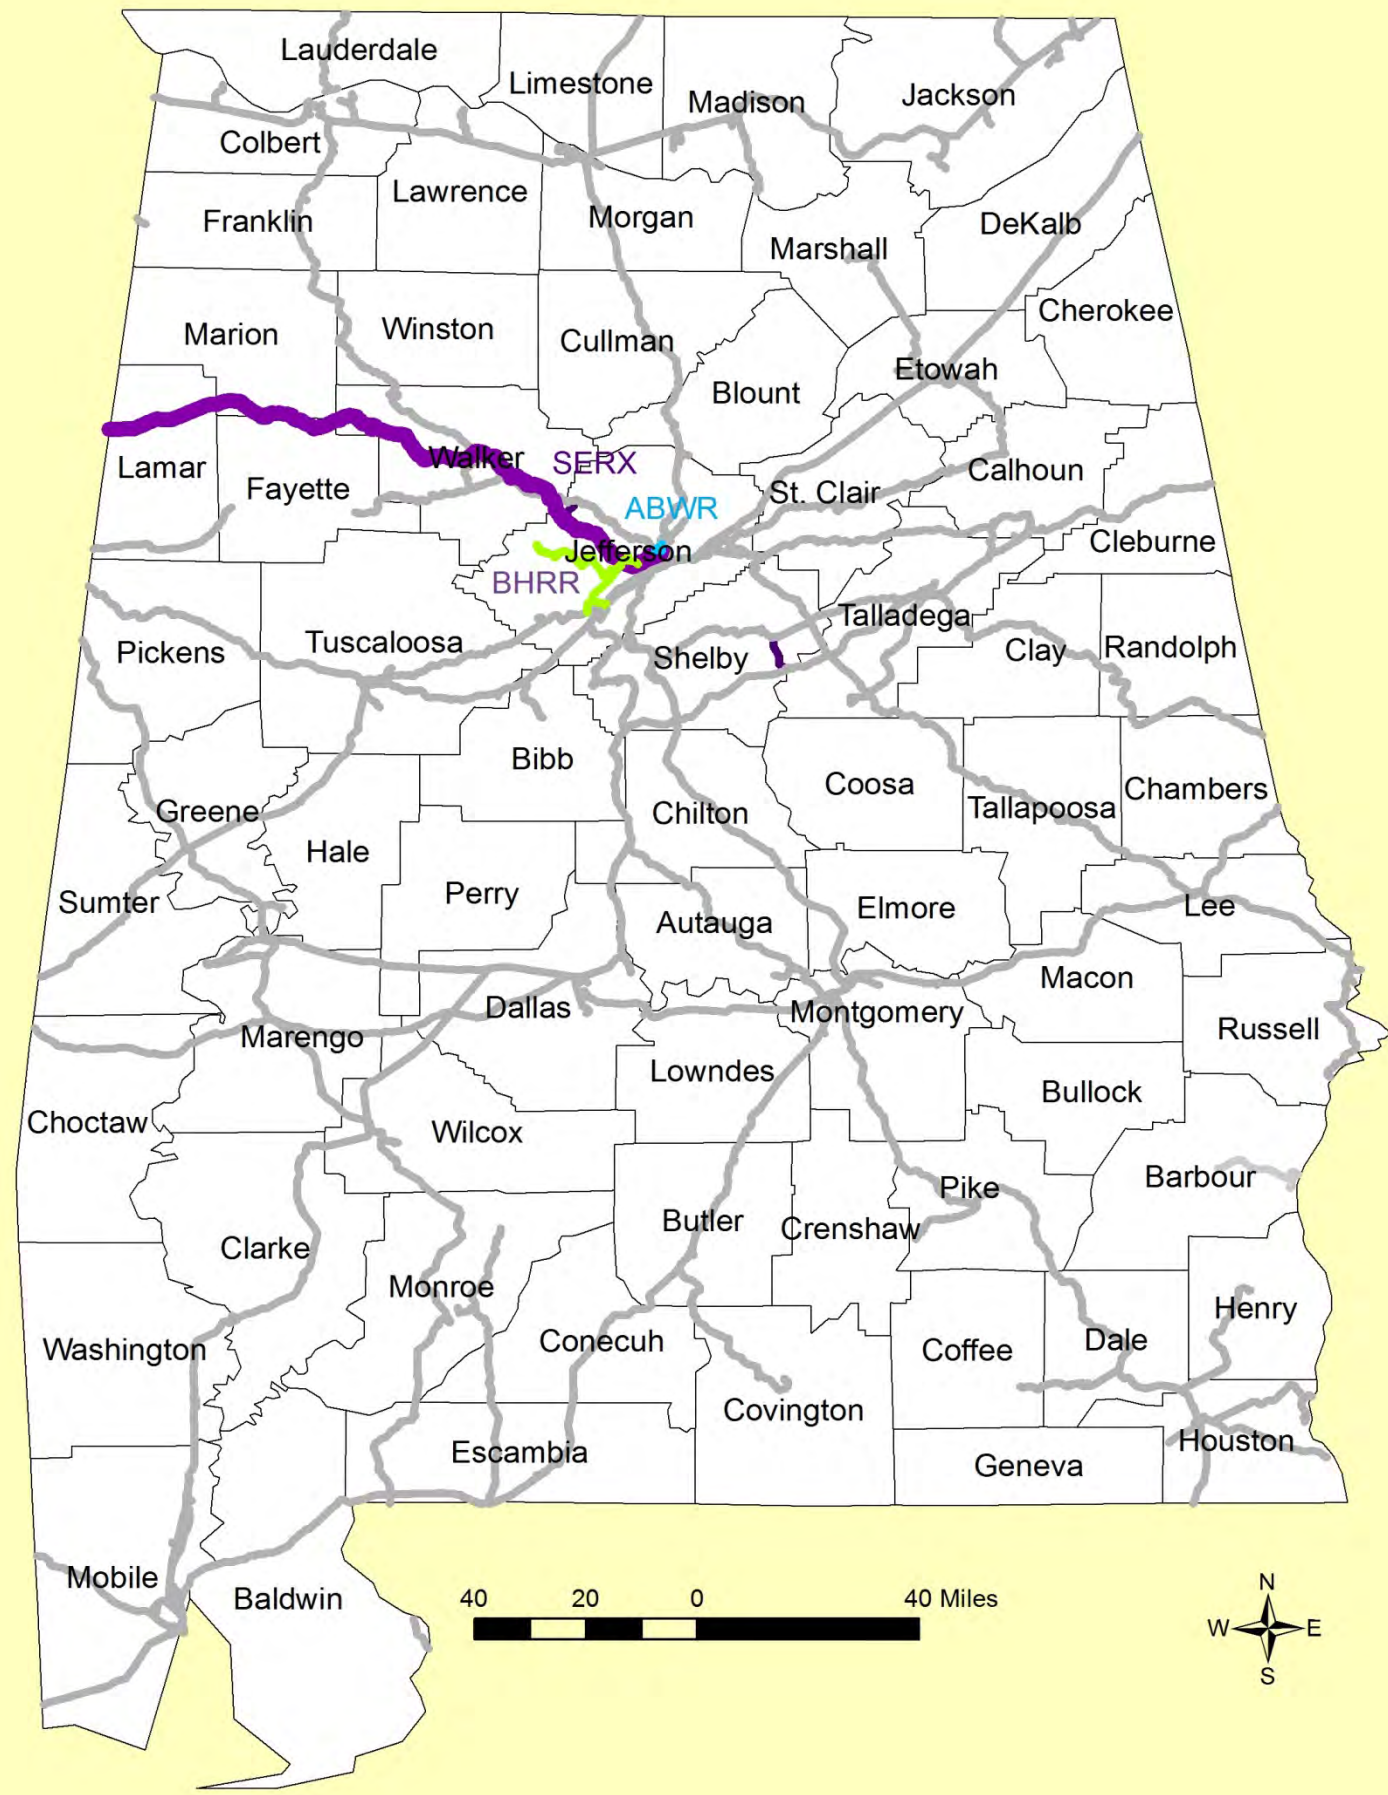 Lauderdale
Limestone
Madison
Jackson
Colbert
Lawrence
Franklin
Morgan
DeKalb
Marshall
Cherokee
Marion
Winston
Cullman
Etowah
Blount
Walker
SERX
Lamar
Calhoun
Fayette
St. Clair
ABWR
Cleburne
Jefferson
BHRR
Talladega
Tuscaloosa
Pickens
Shelby
Clay
Randolph
Bibb
Coosa
Chambers
Greene
Chilton
Tallapoosa
Hale
Perry
Sumter
Autauga
Elmore
Lee
Macon
Dallas
Montgomery
Russell
Marengo
Lowndes
Bullock
Choctaw
Wilcox
Barbour
Pike
Butler
Crenshaw
Clarke
Monroe
Henry
Washington
Conecuh
Coffee
Dale
Covington
Escambia
Houston
Geneva
Mobile
Baldwin
40 20 0 40 Miles
N
W E
S